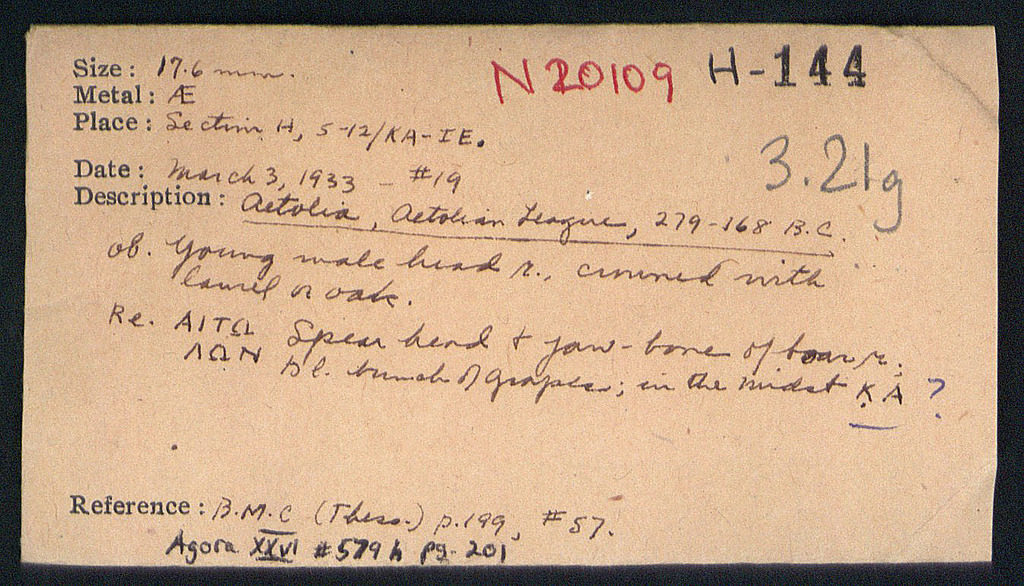 N20109 H-144
Size: 17.6 mm.
Metal: Æ
Place: Section H, 5-12/KA-IE.
3.21g
Date: March 3, 1933 - #19
Description: Aetolia, Aetolian League, 279-168 B.C.
ob. Young male head r., crowned with
laurel or oak.
Re. ΑΙΤΩ Spear head & jaw-bone of boar r.;
ΛΩΝ to l. bunch of grapes; in the midst ΚΑ ?
Reference: B.M.C (Thess.) p.199, #57.
Agora XXVI #579h pg. 201